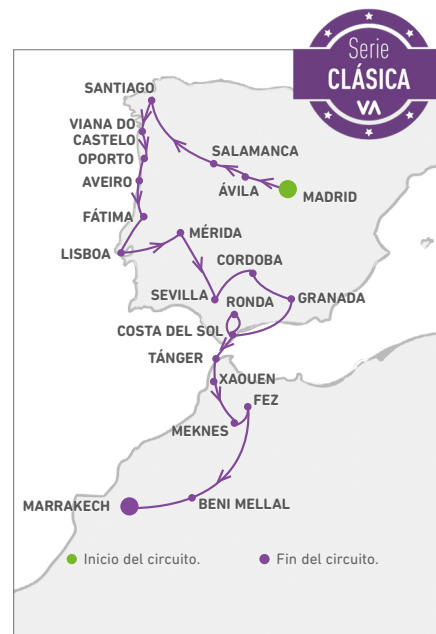 Serie
CLÁSICA
VA
SANTIAGO
VIANA DO
CASTELO
SALAMANCA
OPORTO
ÁVILA
MADRID
AVEIRO
FÁTIMA
MÉRIDA
LISBOA
CORDOBA
SEVILLA
RONDA
GRANADA
COSTA DEL SOL
TÁNGER
XAOUEN
FEZ
MEKNES
MARRAKECH
BENI MELLAL
Inicio del circuito.
Fin del circuito.